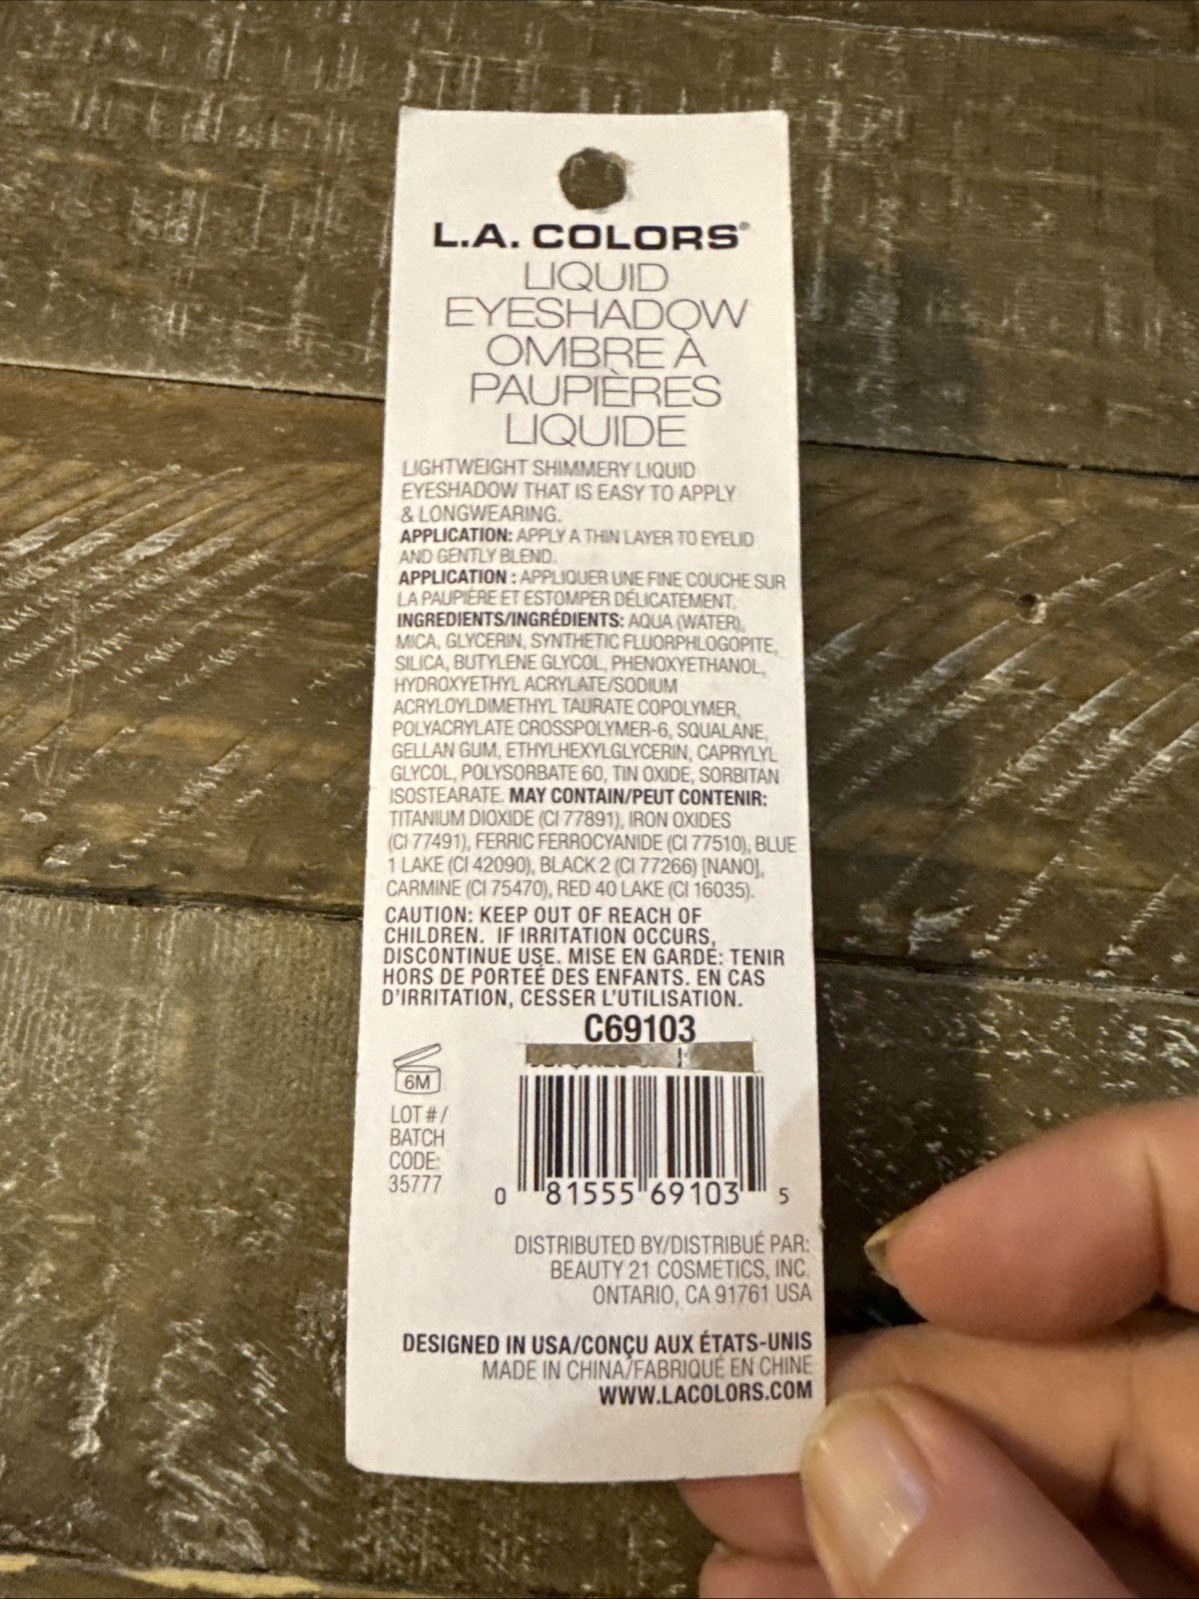 L.A. COLORS®
LIQUID
EYESHADOW
OMBRE À
PAUPIÈRES
LIQUIDE
LIGHTWEIGHT SHIMMERY LIQUID
EYESHADOW THAT IS EASY TO APPLY
& LONGWEARING.
APPLICATION: APPLY A THIN LAYER TO EYELID
AND GENTLY BLEND.
APPLICATION : APPLIQUER UNE FINE COUCHE SUR
LA PAUPIÈRE ET ESTOMPER DÉLICATEMENT.
INGREDIENTS/INGRÉDIENTS: AQUA (WATER),
MICA, GLYCERIN, SYNTHETIC FLUORPHLOGOPITE,
SILICA, BUTYLENE GLYCOL, PHENOXYETHANOL,
HYDROXYETHYL ACRYLATE/SODIUM
ACRYLOYLDIMETHYL TAURATE COPOLYMER,
POLYACRYLATE CROSSPOLYMER-6, SQUALANE,
GELLAN GUM, ETHYLHEXYLGLYCERIN, CAPRYLYL
GLYCOL, POLYSORBATE 60, TIN OXIDE, SORBITAN
ISOSTEARATE. MAY CONTAIN/PEUT CONTENIR:
TITANIUM DIOXIDE (CI 77891), IRON OXIDES
(CI 77491), FERRIC FERROCYANIDE (CI 77510), BLUE
1 LAKE (CI 42090), BLACK 2 (CI 77266) [NANO],
CARMINE (CI 75470), RED 40 LAKE (CI 16035).
CAUTION: KEEP OUT OF REACH OF
CHILDREN. IF IRRITATION OCCURS,
DISCONTINUE USE. MISE EN GARDE: TENIR
HORS DE PORTEÉ DES ENFANTS. EN CAS
D'IRRITATION, CESSER L'UTILISATION.
C69103
6M
LOT #/
BATCH
CODE:
35777
0 81555 69103 5
DISTRIBUTED BY/DISTRIBUÉ PAR:
BEAUTY 21 COSMETICS, INC.
ONTARIO, CA 91761 USA
DESIGNED IN USA/CONÇU AUX ÉTATS-UNIS
MADE IN CHINA/FABRIQUÉ EN CHINE
WWW.LACOLORS.COM